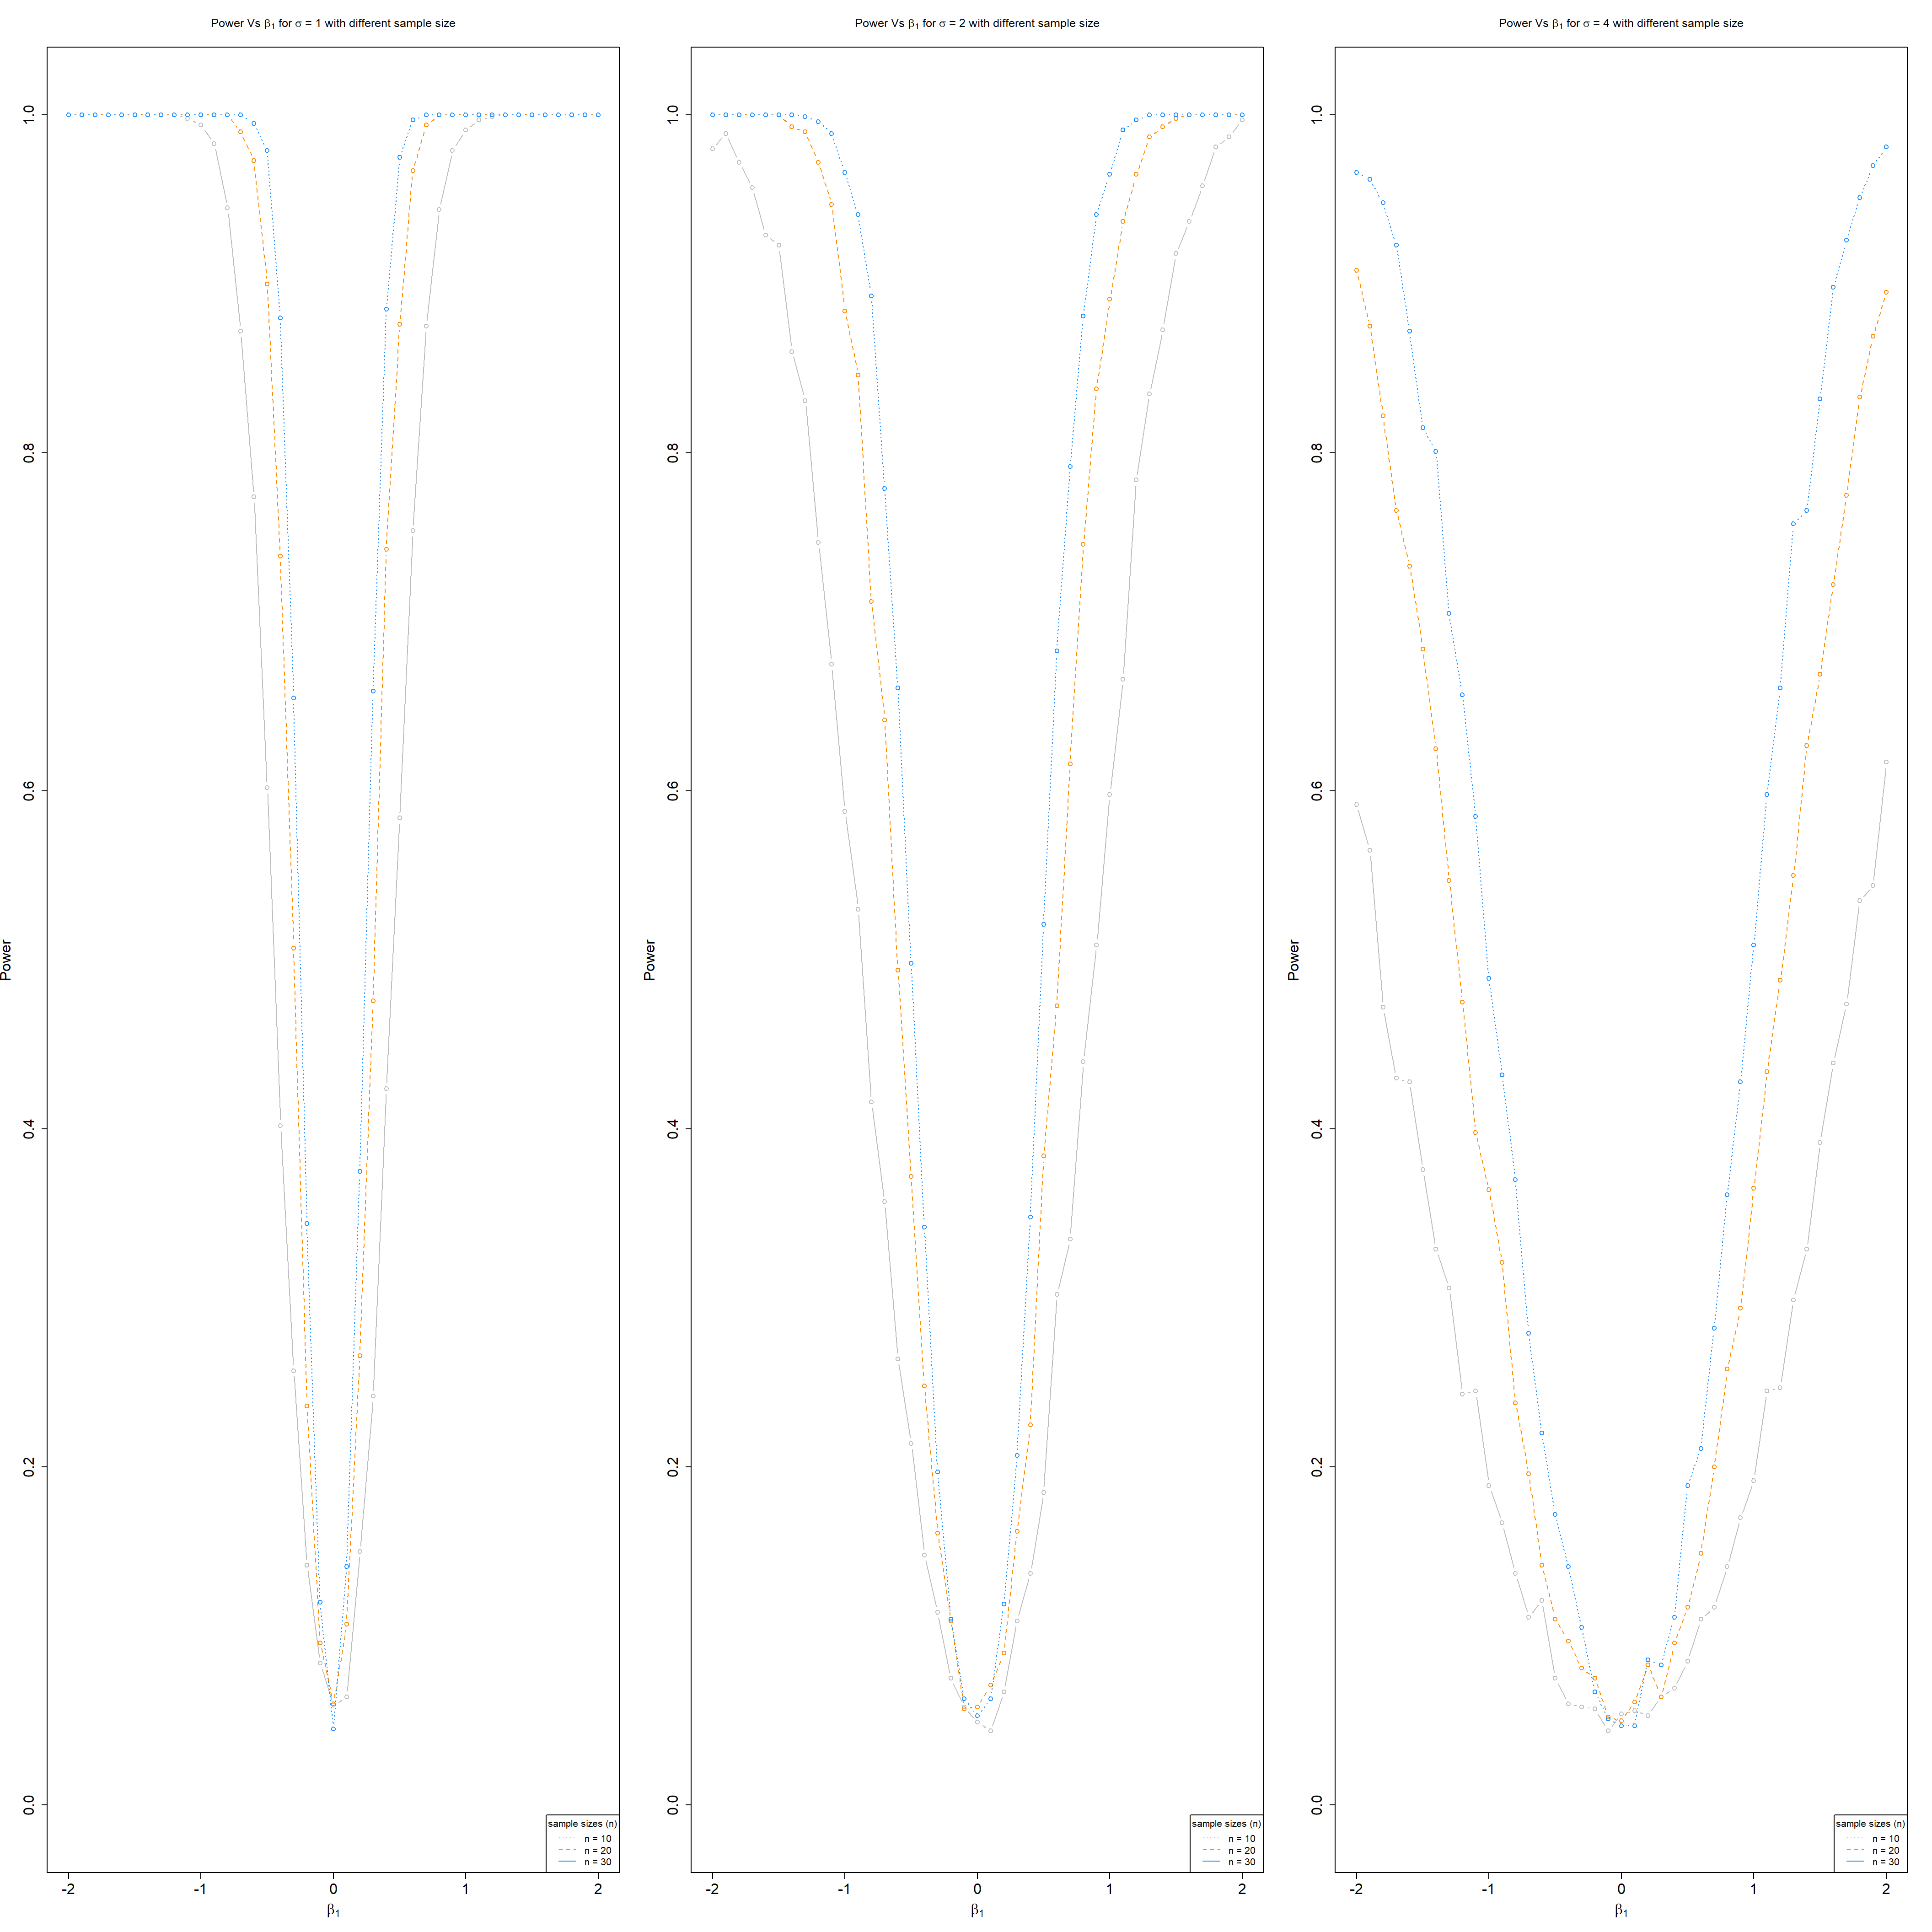 Power Vs β1 for σ = 1 with different sample size
Power
1.0
0.8
0.6
0.4
0.2
0.0
-2 -1 0 1 2
β1
sample sizes (n)
n = 10
n = 20
n = 30
Power Vs β1 for σ = 2 with different sample size
Power
1.0
0.8
0.6
0.4
0.2
0.0
-2 -1 0 1 2
β1
sample sizes (n)
n = 10
n = 20
n = 30
Power Vs β1 for σ = 4 with different sample size
Power
1.0
0.8
0.6
0.4
0.2
0.0
-2 -1 0 1 2
β1
sample sizes (n)
n = 10
n = 20
n = 30